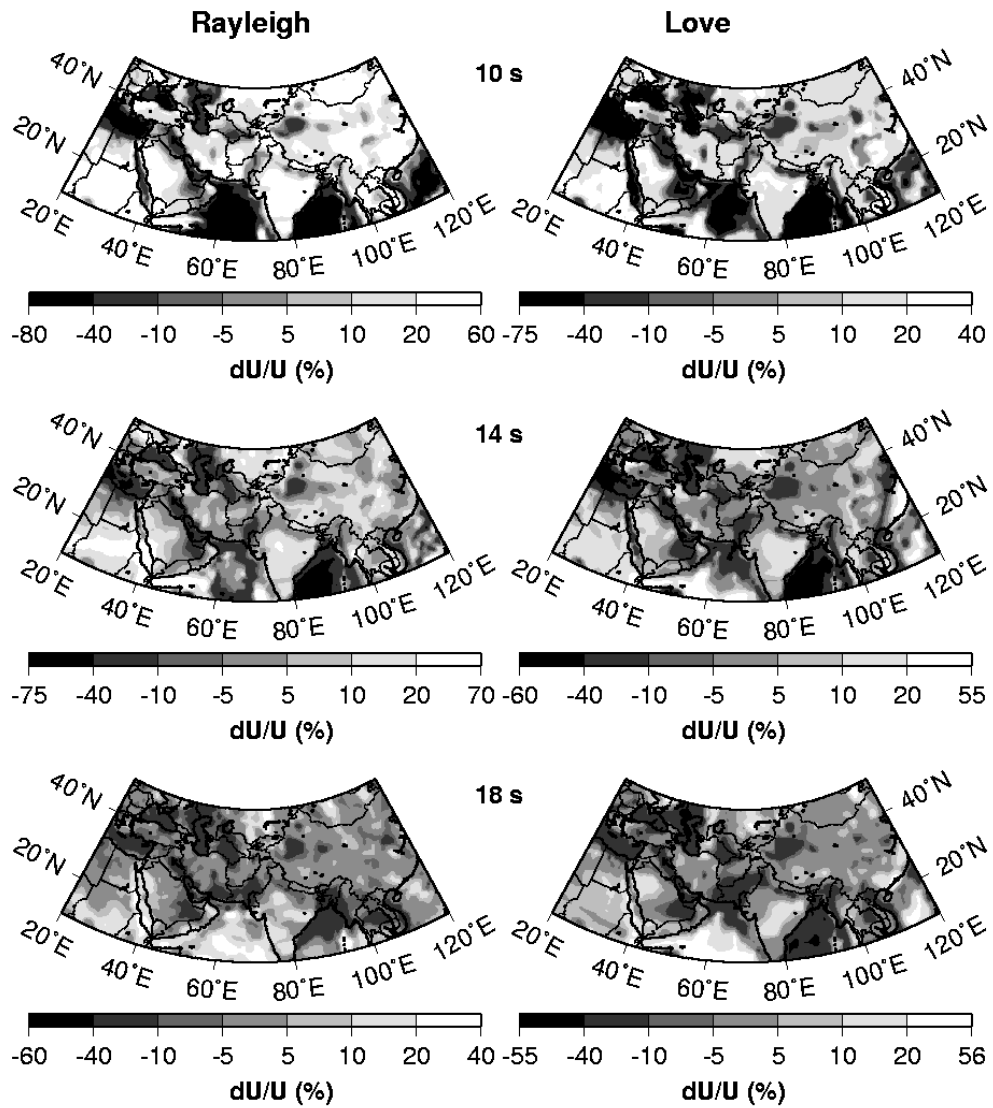 Rayleigh
Love
10 s
40˚N
20˚N
20˚E
40˚E
60˚E
80˚E
100˚E
120˚E
40˚N
20˚N
20˚E
40˚E
60˚E
80˚E
100˚E
120˚E
-80 -40 -10 -5 5 10 20 60
dU/U (%)
-75 -40 -10 -5 5 10 20 40
dU/U (%)
14 s
40˚N
20˚N
20˚E
40˚E
60˚E
80˚E
100˚E
120˚E
40˚N
20˚N
20˚E
40˚E
60˚E
80˚E
100˚E
120˚E
-75 -40 -10 -5 5 10 20 70
dU/U (%)
-60 -40 -10 -5 5 10 20 55
dU/U (%)
18 s
40˚N
20˚N
20˚E
40˚E
60˚E
80˚E
100˚E
120˚E
40˚N
20˚N
20˚E
40˚E
60˚E
80˚E
100˚E
120˚E
-60 -40 -10 -5 5 10 20 40
dU/U (%)
-55 -40 -10 -5 5 10 20 56
dU/U (%)